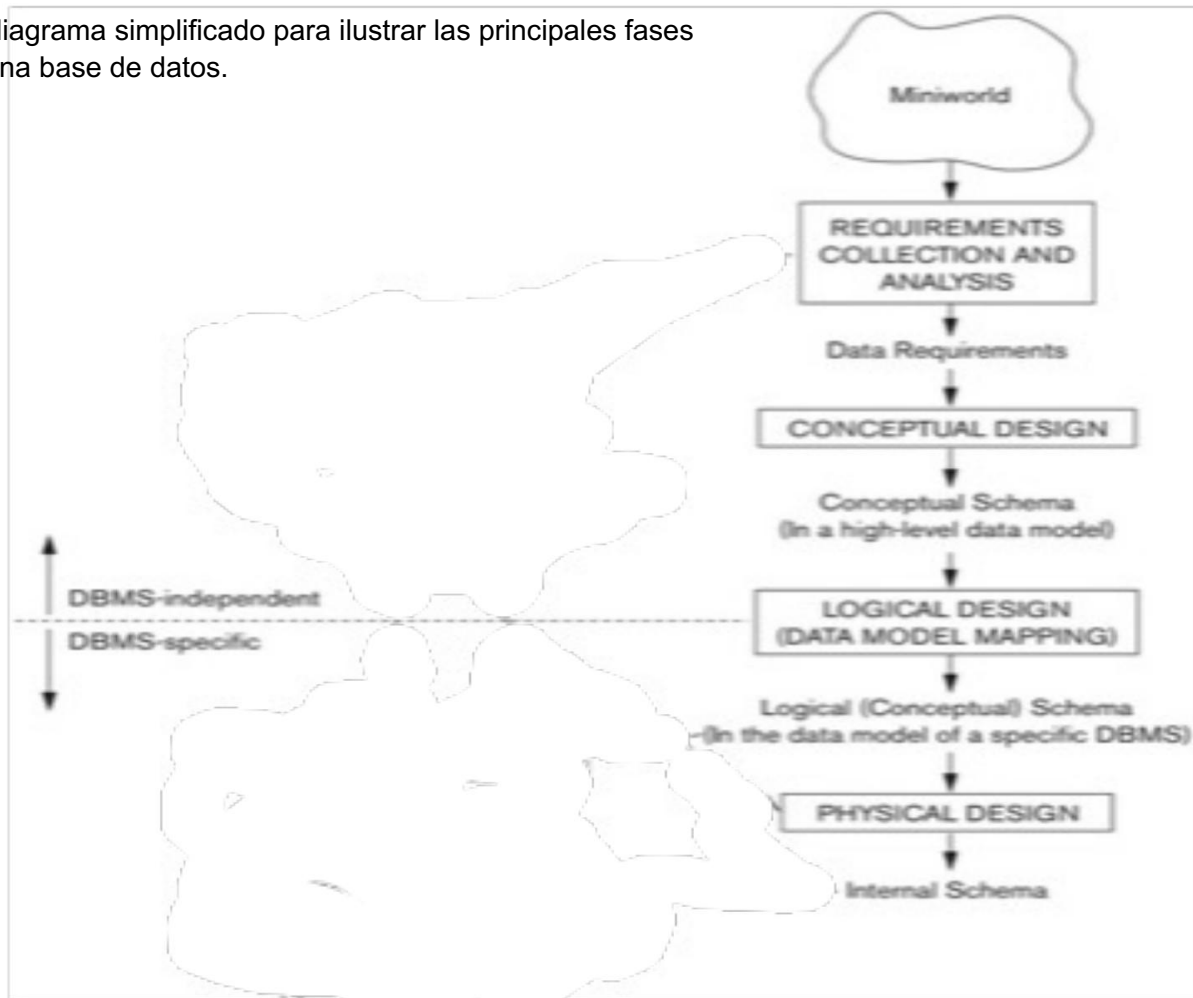 diagrama simplificado para ilustrar las principales fases
na base de datos.
Miniworld
REQUIREMENTS
COLLECTION AND
ANALYSIS
Data Requirements
CONCEPTUAL DESIGN
Conceptual Schema
(In a high-level data model)
DBMS-independent
DBMS-specific
LOGICAL DESIGN
(DATA MODEL MAPPING)
Logical (Conceptual) Schema
(In the data model of a specific DBMS)
PHYSICAL DESIGN
Internal Schema